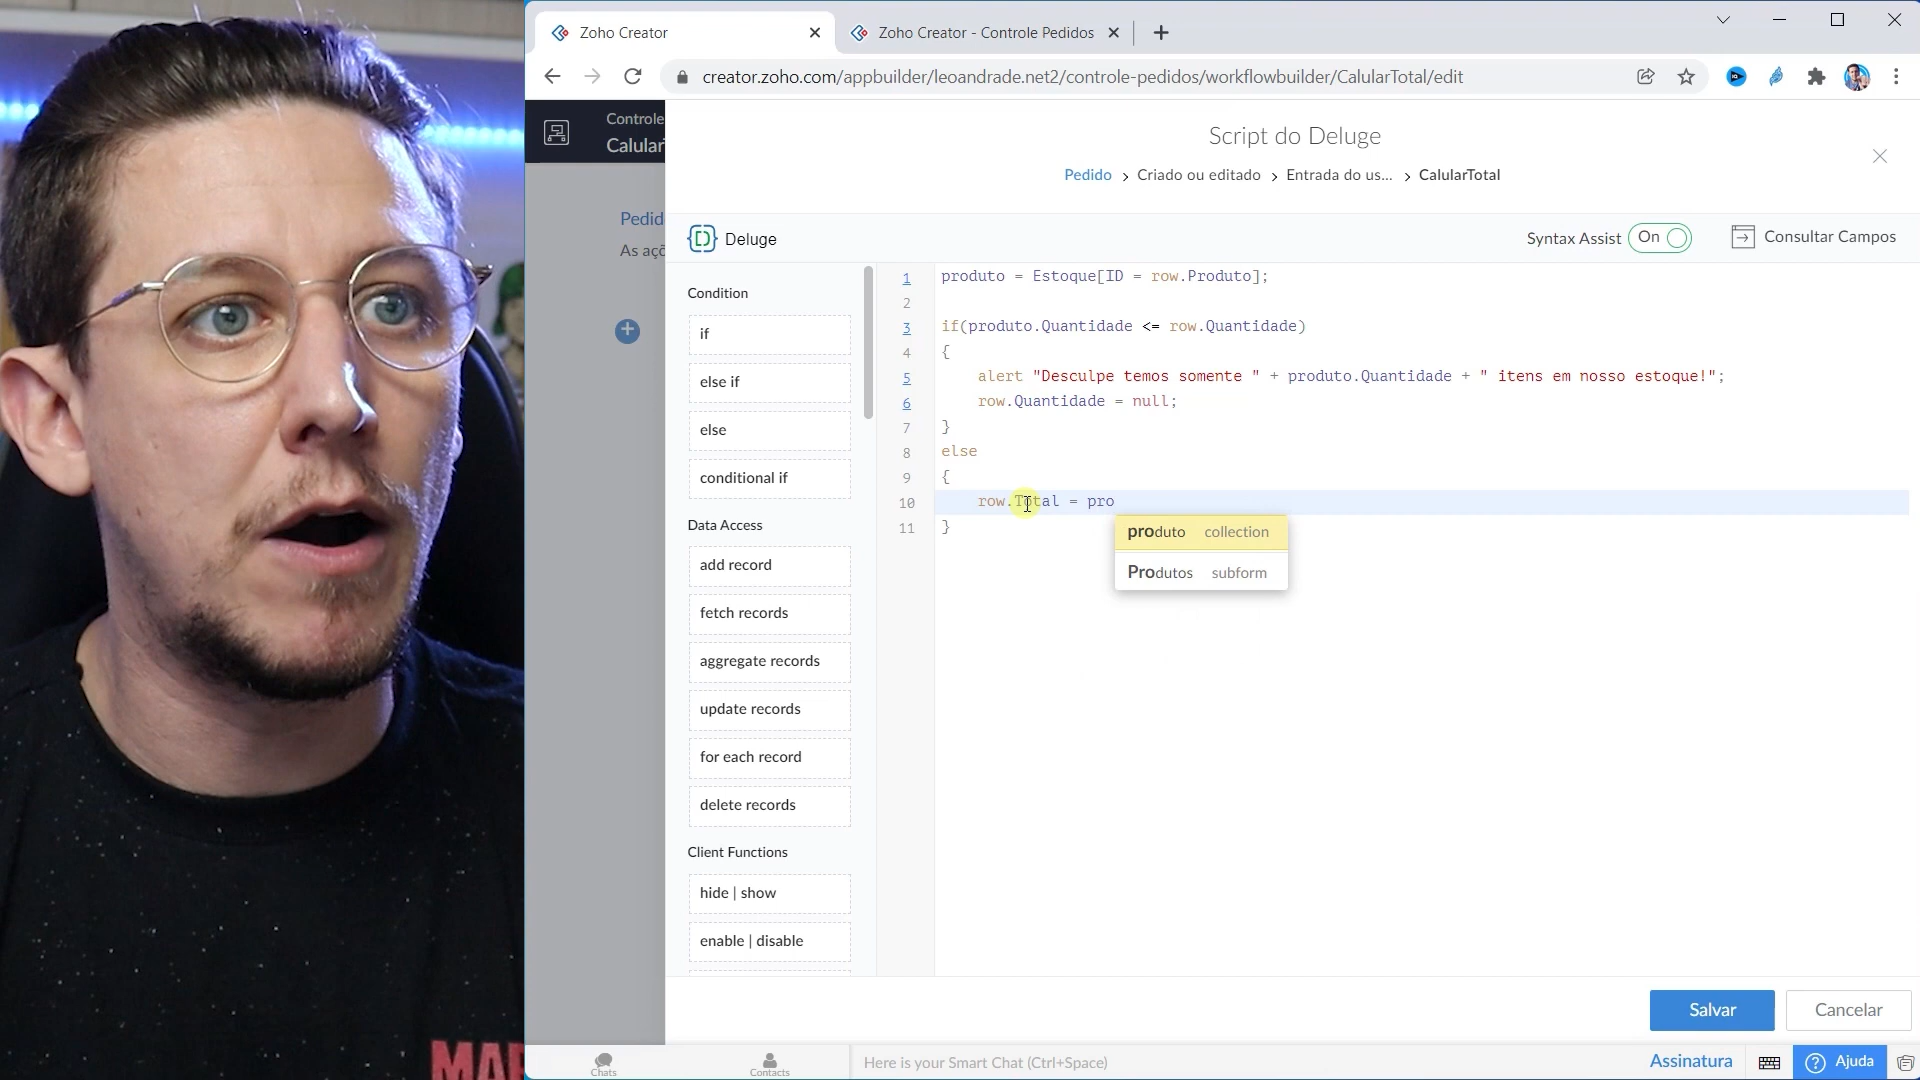 Zoho Creator
Zoho Creator - Controle Pedidos
creator.zoho.com/appbuilder/leoandrade.net2/controle-pedidos/workflowbuilder/CalularTotal/edit
Controle
Calular
Script do Deluge
Pedido > Criado ou editado > Entrada do us... > CalularTotal
Pedid
As açõ
Deluge
Syntax Assist On
Consultar Campos
Condition
if
else if
else
conditional if
Data Access
add record
fetch records
aggregate records
update records
for each record
delete records
Client Functions
hide | show
enable | disable
1 produto = Estoque[ID = row.Produto];
2
3 if(produto.Quantidade <= row.Quantidade)
4 {
5 alert "Desculpe temos somente " + produto.Quantidade + " itens em nosso estoque!";
6 row.Quantidade = null;
7 }
8 else
9 {
10 row.Total = pro
11 }
produto collection
Produtos subform
Salvar
Cancelar
Chats
Contacts
Here is your Smart Chat (Ctrl+Space)
Assinatura
Ajuda